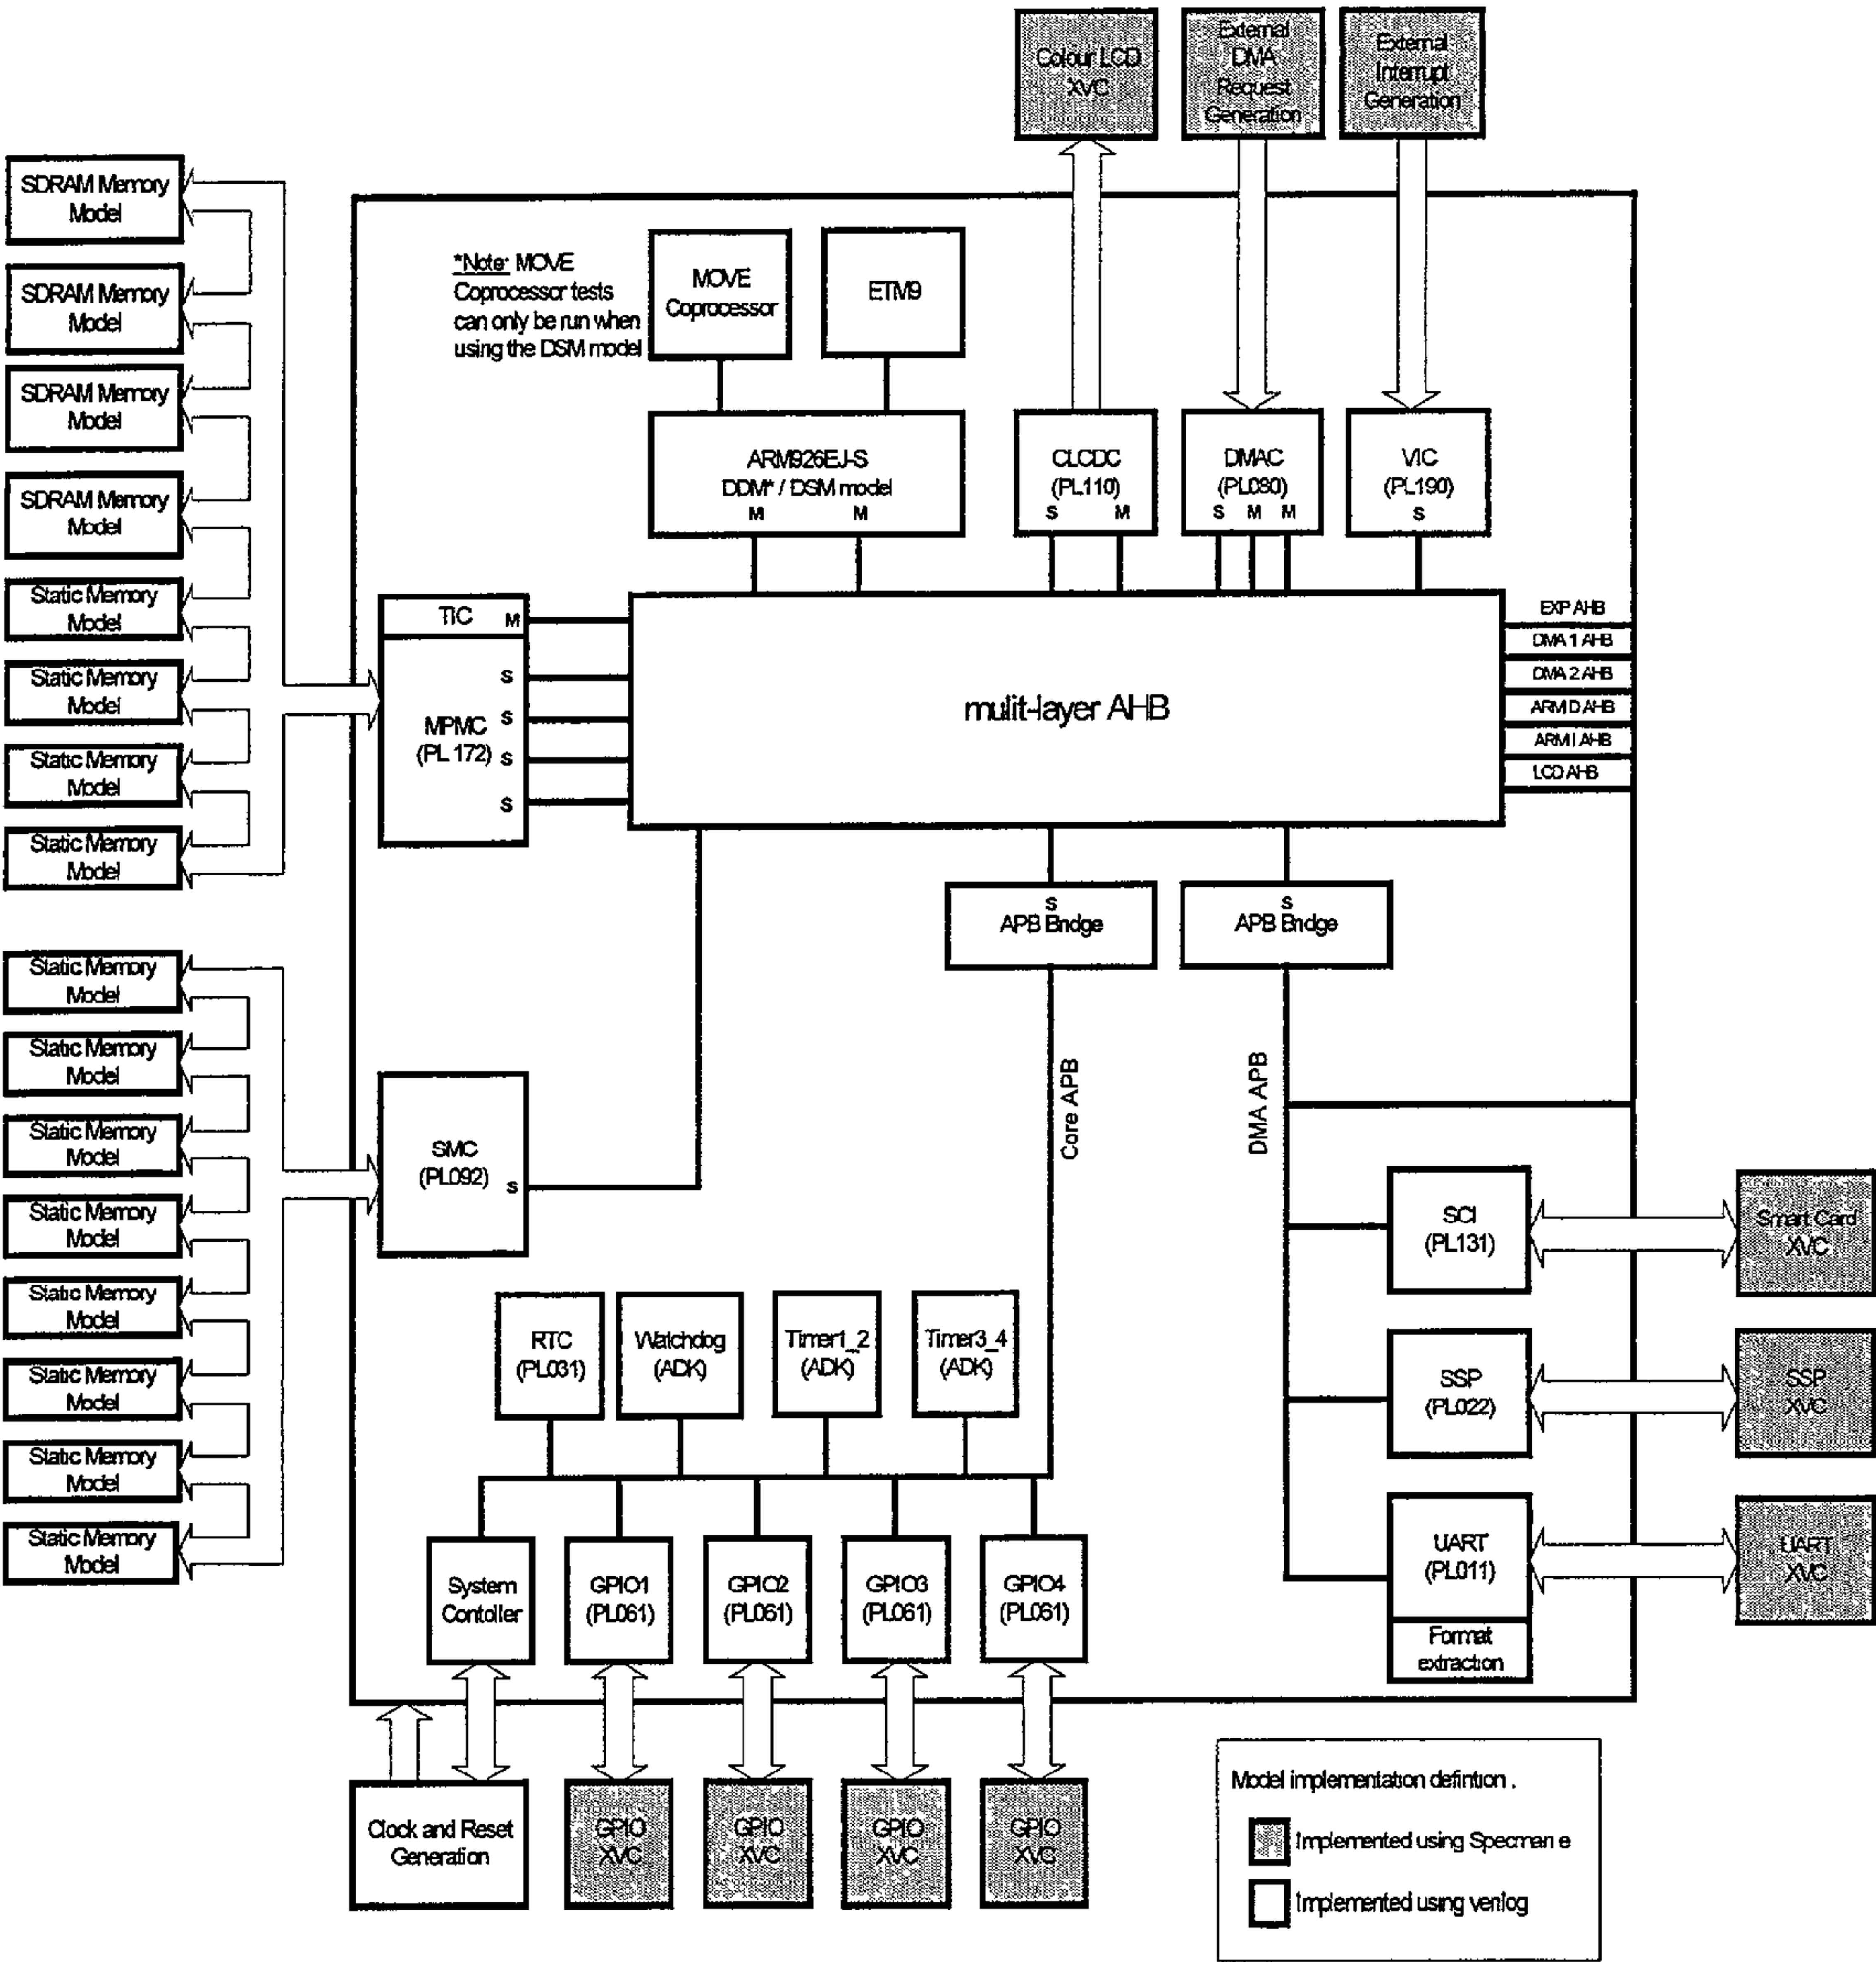 Colour LCD
XVC
External
DMA
Request
Generation
External
Interrupt
Generation
SDRAM Memory
Model
SDRAM Memory
Model
SDRAM Memory
Model
SDRAM Memory
Model
Static Memory
Model
Static Memory
Model
Static Memory
Model
Static Memory
Model
*Note: MOVE
Coprocessor tests
can only be run when
using the DSM model
MOVE
Coprocessor
ETM9
ARM926EJ-S
DDM* / DSM model
M M
CLCDC
(PL110)
S M
DMAC
(PL080)
S M M
VIC
(PL190)
S
TIC M
S
MPMC S
(PL172) S
S
mulit-layer AHB
EXP AHB
DMA 1 AHB
DMA 2 AHB
ARM D AHB
ARM I AHB
LCD AHB
S
APB Bridge
S
APB Bridge
Static Memory
Model
Static Memory
Model
Static Memory
Model
Static Memory
Model
Static Memory
Model
Static Memory
Model
Static Memory
Model
Static Memory
Model
SMC
(PL092) S
Core APB
DMA APB
SCI
(PL131)
Smart Card
XVC
RTC
(PL031)
Watchdog
(ADK)
Timer1_2
(ADK)
Timer3_4
(ADK)
SSP
(PL022)
SSP
XVC
System
Contoller
GPIO1
(PL061)
GPIO2
(PL061)
GPIO3
(PL061)
GPIO4
(PL061)
UART
(PL011)
Format
extraction
UART
XVC
Clock and Reset
Generation
GPIO
XVC
GPIO
XVC
GPIO
XVC
GPIO
XVC
Model implementation defintion .
Implemented using Specman e
Implemented using verilog